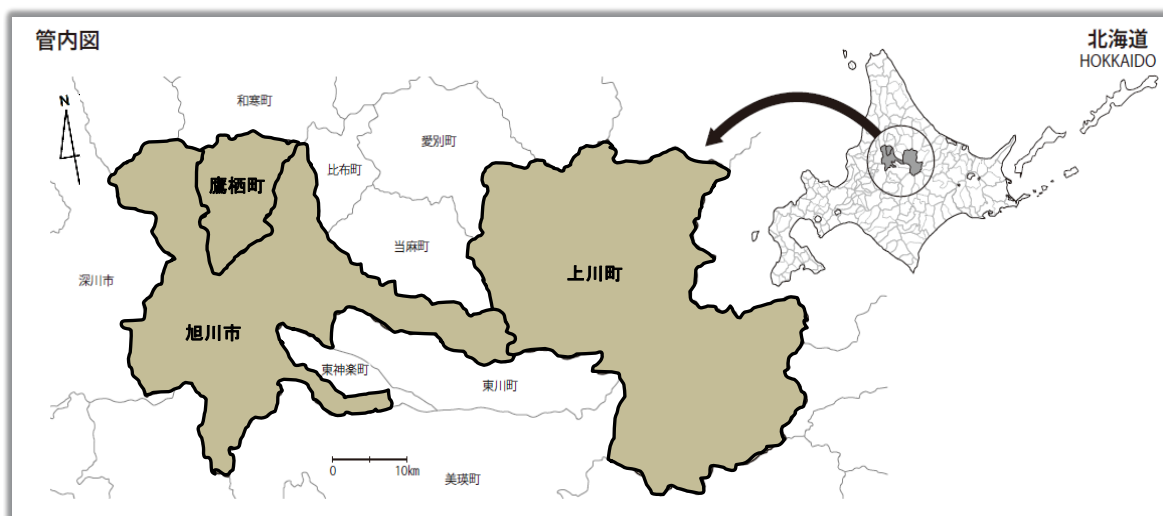 管内図
北海道
HOKKAIDO
N
和寒町
愛別町
比布町
鷹栖町
当麻町
深川市
上川町
旭川市
東神楽町
東川町
0 10km
美瑛町